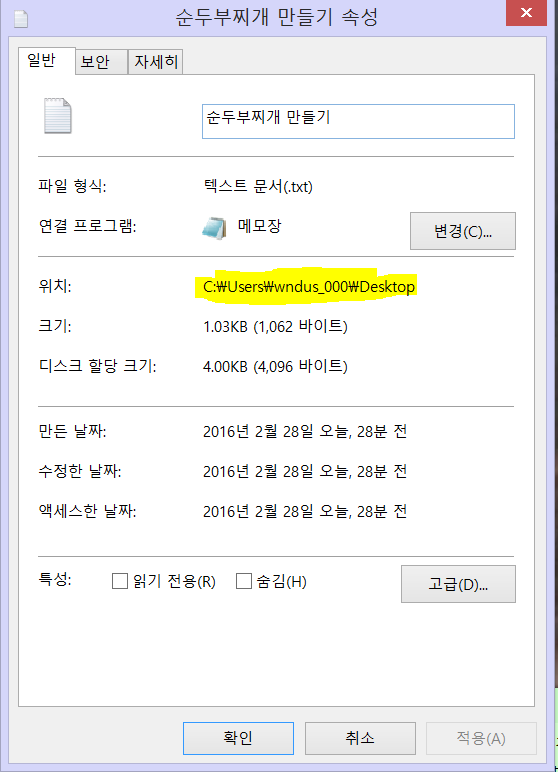 순두부찌개 만들기 속성
일반 보안 자세히
순두부찌개 만들기
파일 형식: 텍스트 문서(.txt)
연결 프로그램: 메모장 변경(C)...
위치: C:₩Users₩wndus_000₩Desktop
크기: 1.03KB (1,062 바이트)
디스크 할당 크기: 4.00KB (4,096 바이트)
만든 날짜: 2016년 2월 28일 오늘, 28분 전
수정한 날짜: 2016년 2월 28일 오늘, 28분 전
액세스한 날짜: 2016년 2월 28일 오늘, 28분 전
특성: 읽기 전용(R) 숨김(H) 고급(D)...
확인 취소 적용(A)